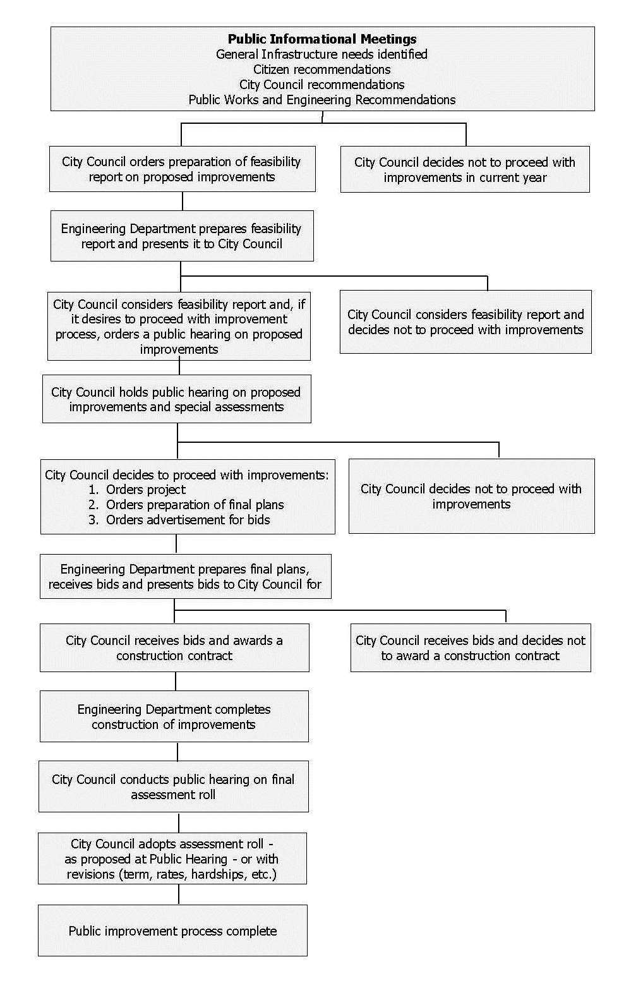 Public Informational Meetings
General Infrastructure needs identified
Citizen recommendations
City Council recommendations
Public Works and Engineering Recommendations
City Council orders preparation of feasibility
report on proposed improvements
City Council decides not to proceed with
improvements in current year
Engineering Department prepares feasibility
report and presents it to City Council
City Council considers feasibility report and, if
it desires to proceed with improvement
process, orders a public hearing on proposed
improvements
City Council considers feasibility report and
decides not to proceed with improvements
City Council holds public hearing on proposed
improvements and special assessments
City Council decides to proceed with improvements:
1. Orders project
2. Orders preparation of final plans
3. Orders advertisement for bids
City Council decides not to proceed with
improvements
Engineering Department prepares final plans,
receives bids and presents bids to City Council for
City Council receives bids and awards a
construction contract
City Council receives bids and decides not
to award a construction contract
Engineering Department completes
construction of improvements
City Council conducts public hearing on final
assessment roll
City Council adopts assessment roll -
as proposed at Public Hearing - or with
revisions (term, rates, hardships, etc.)
Public improvement process complete